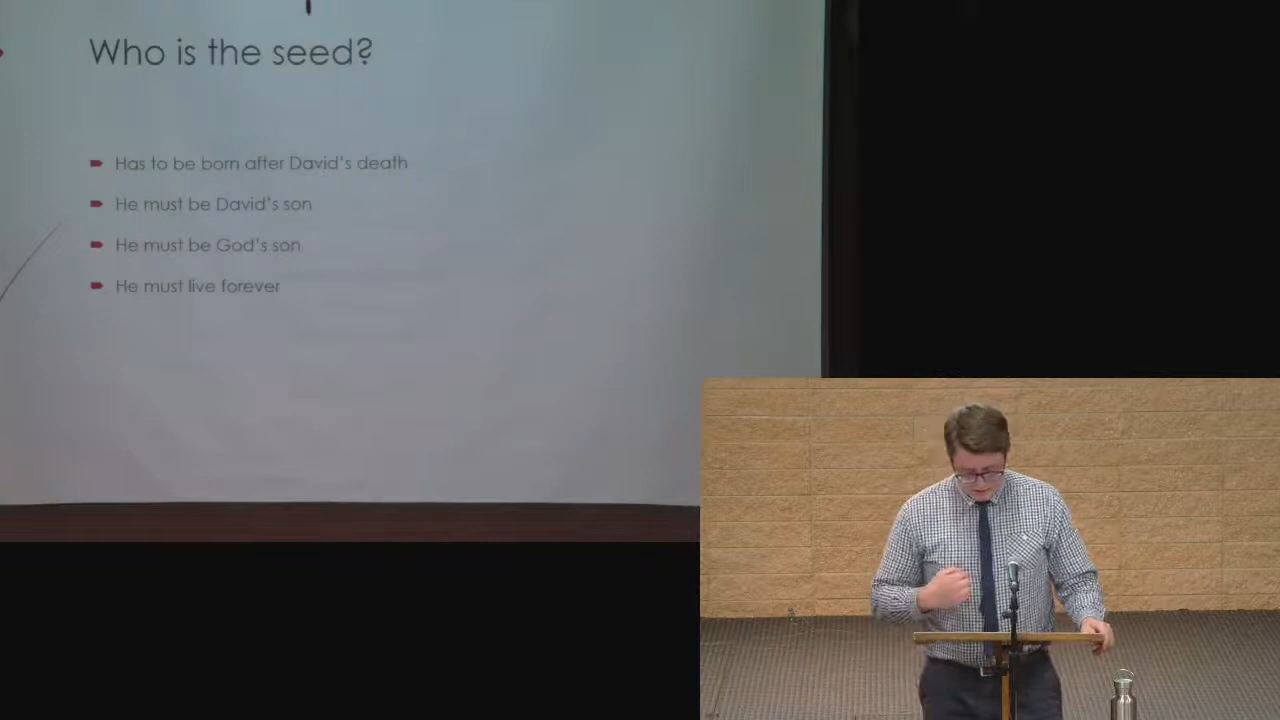 Who is the seed?
Has to be born after David's death
He must be David's son
He must be God's son
He must live forever